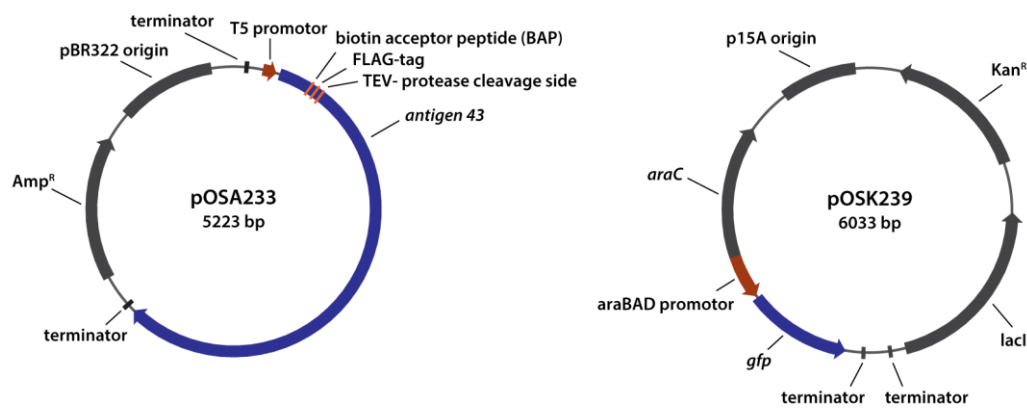 terminator
T5 promotor
pBR322 origin
biotin acceptor peptide (BAP)
FLAG-tag
TEV- protease cleavage side
antigen 43
Amp^R
pOSA233
5223 bp
terminator
p15A origin
Kan^R
araC
pOSK239
6033 bp
araBAD promotor
gfp
terminator
terminator
lacI